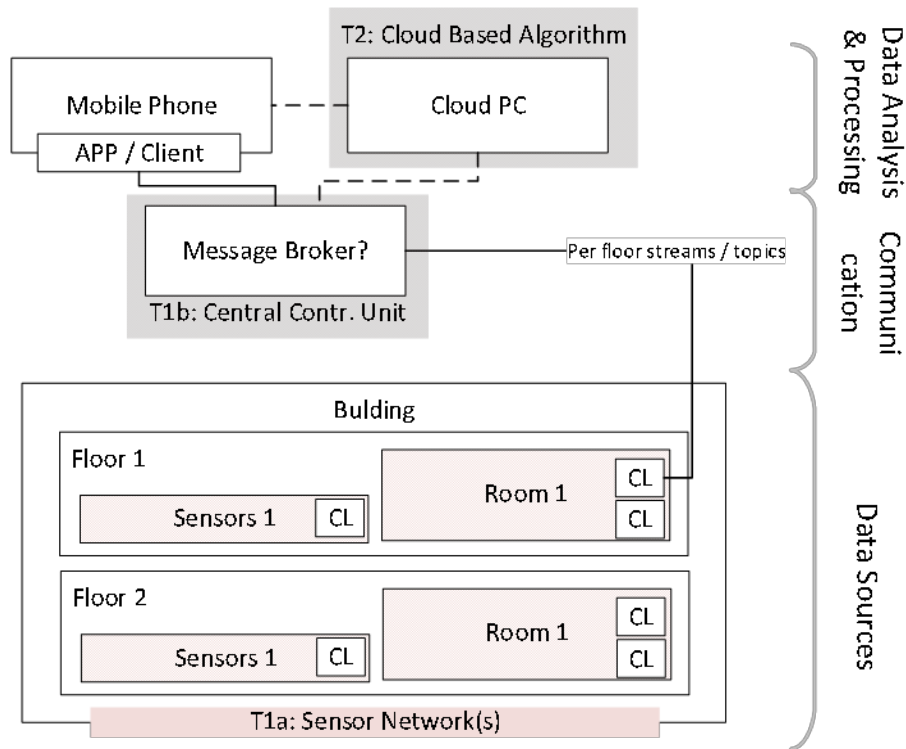 T2: Cloud Based Algorithm
Mobile Phone
Cloud PC
APP / Client
Message Broker?
T1b: Central Contr. Unit
Per floor streams / topics
Bulding
Floor 1
Sensors 1
CL
Room 1
CL
CL
Floor 2
Sensors 1
CL
Room 1
CL
CL
T1a: Sensor Network(s)
Data Analysis
& Processing
Communi
cation
Data Sources